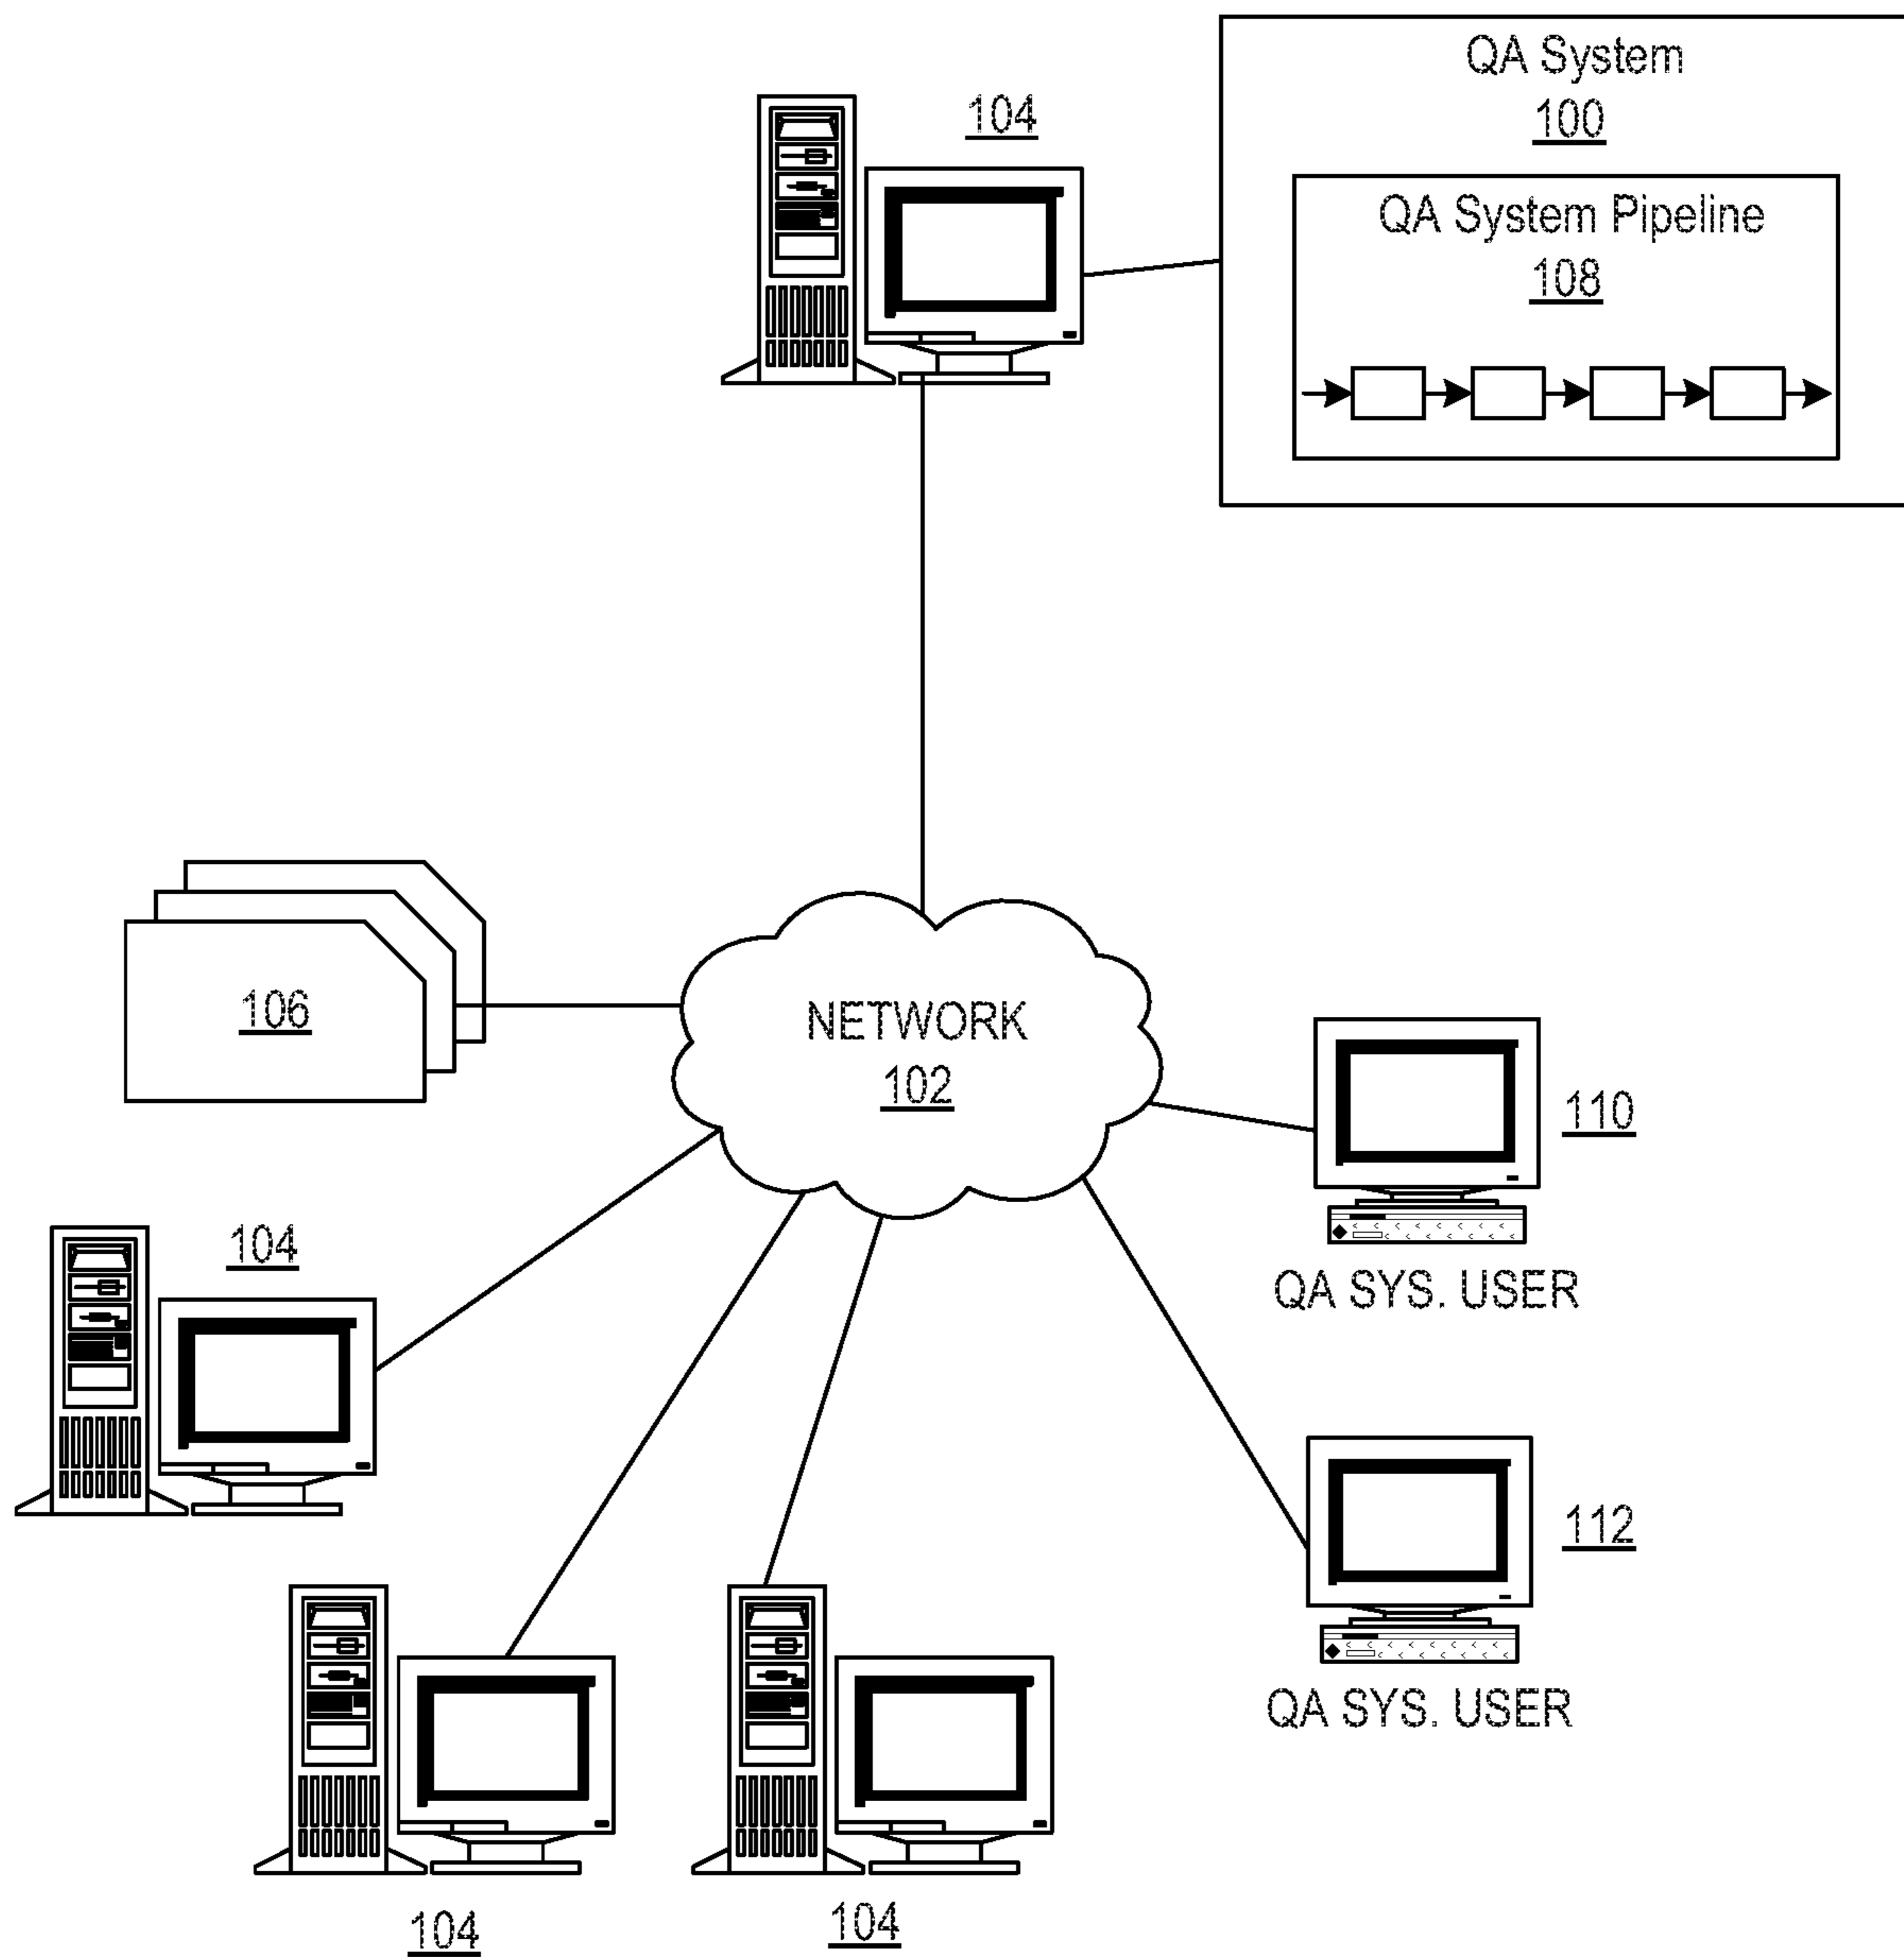 QA System
100
104
QA System Pipeline
108
106
NETWORK
102
110
QA SYS. USER
104
112
QA SYS. USER
104
104